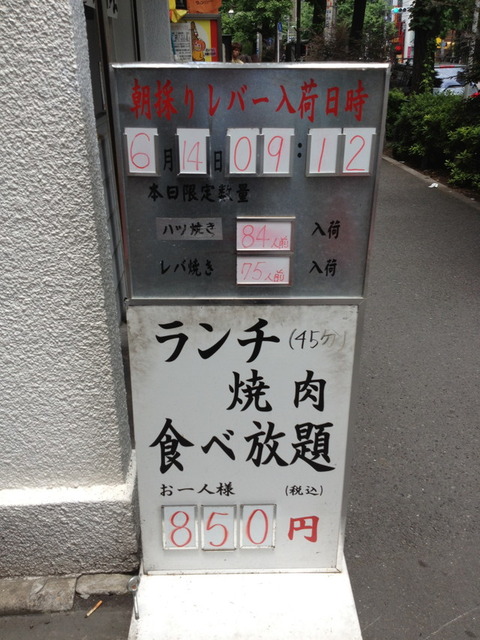 朝採りレバー入荷日時
6月14日09:12
本日限定数量
ハツ焼き 84人前 入荷
レバ焼き 75人前 入荷
ランチ(45分)
焼肉
食べ放題
お一人様 (税込)
850円